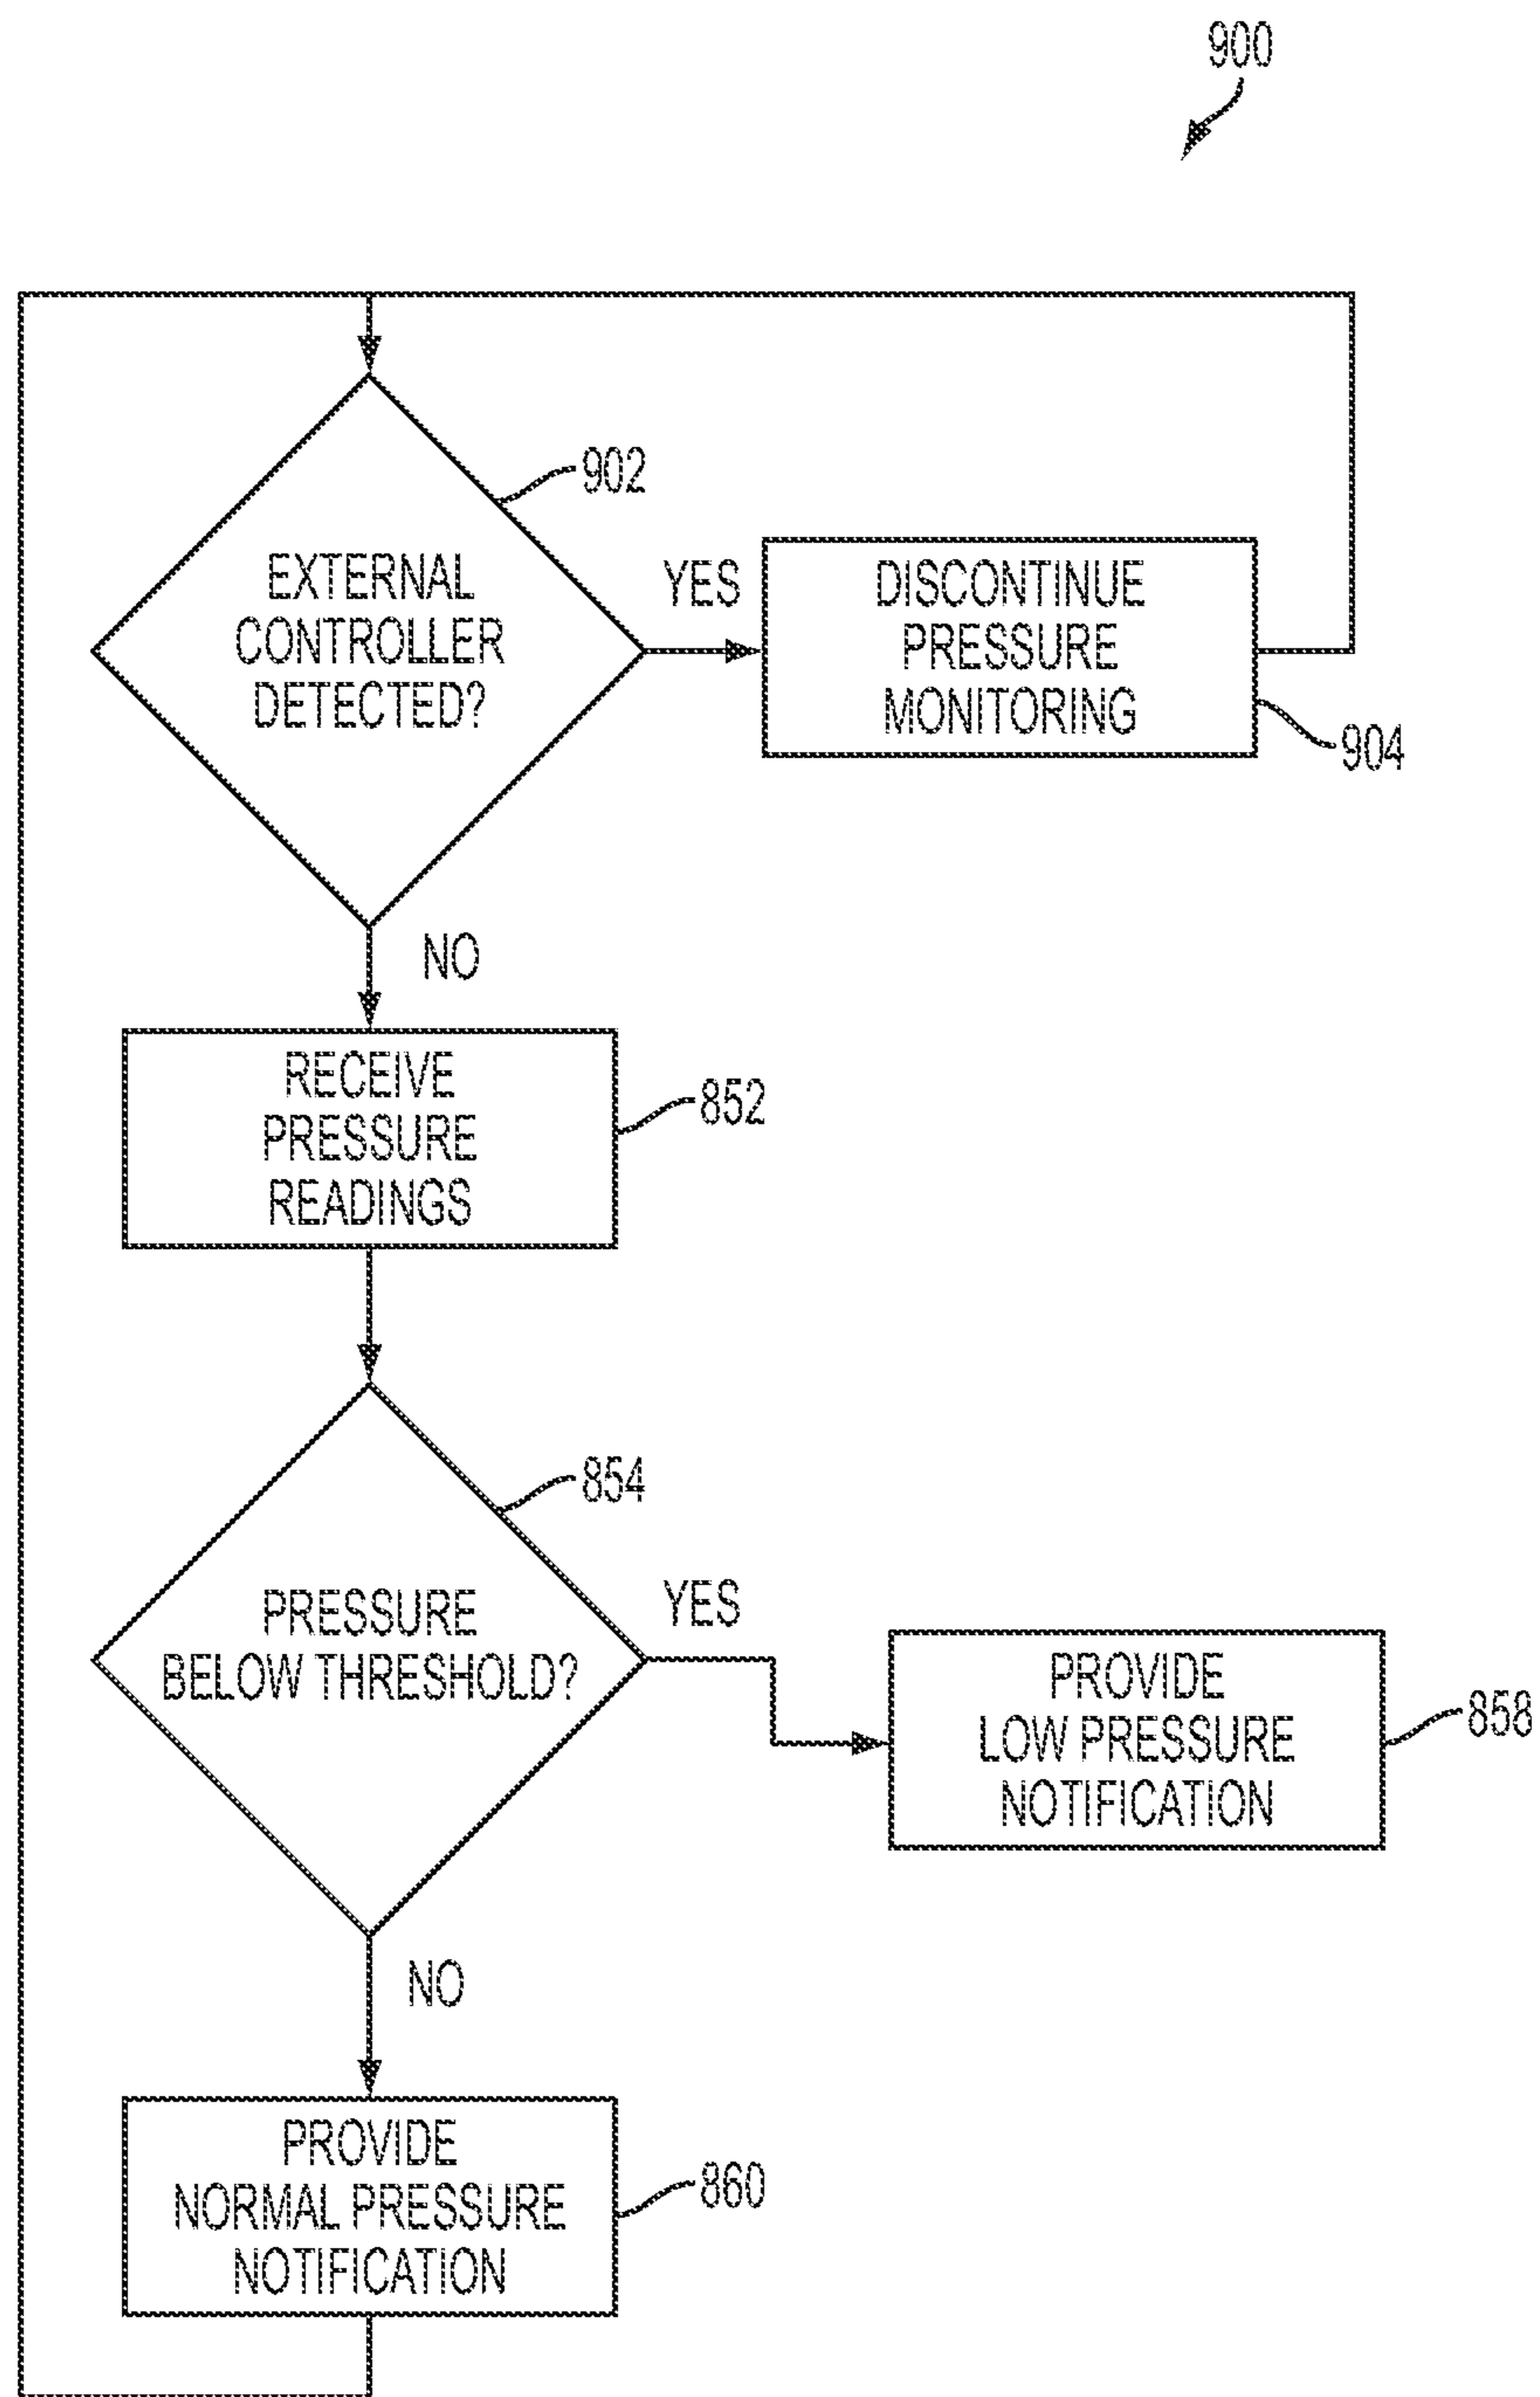 900
902
EXTERNAL
CONTROLLER
DETECTED?
YES
DISCONTINUE
PRESSURE
MONITORING
904
NO
RECEIVE
PRESSURE
READINGS
852
854
PRESSURE
BELOW THRESHOLD?
YES
PROVIDE
LOW PRESSURE
NOTIFICATION
858
NO
PROVIDE
NORMAL PRESSURE
NOTIFICATION
860